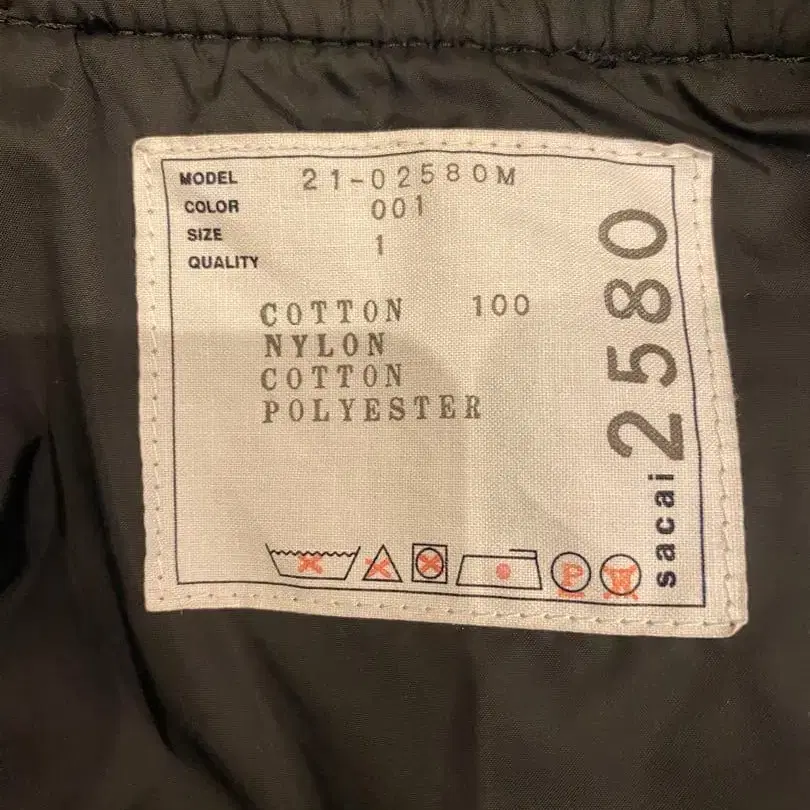 MODEL 21-02580M
COLOR 001
SIZE 1
QUALITY
COTTON 100
NYLON
COTTON
POLYESTER
P W
sacai 2580